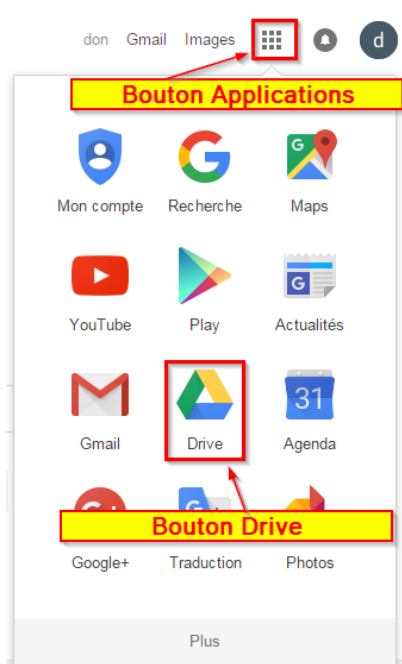 don Gmail Images d
Bouton Applications
G G
Mon compte Recherche Maps
G
YouTube Play Actualités
31
Gmail Drive Agenda
Bouton Drive
Google+ Traduction Photos
Plus